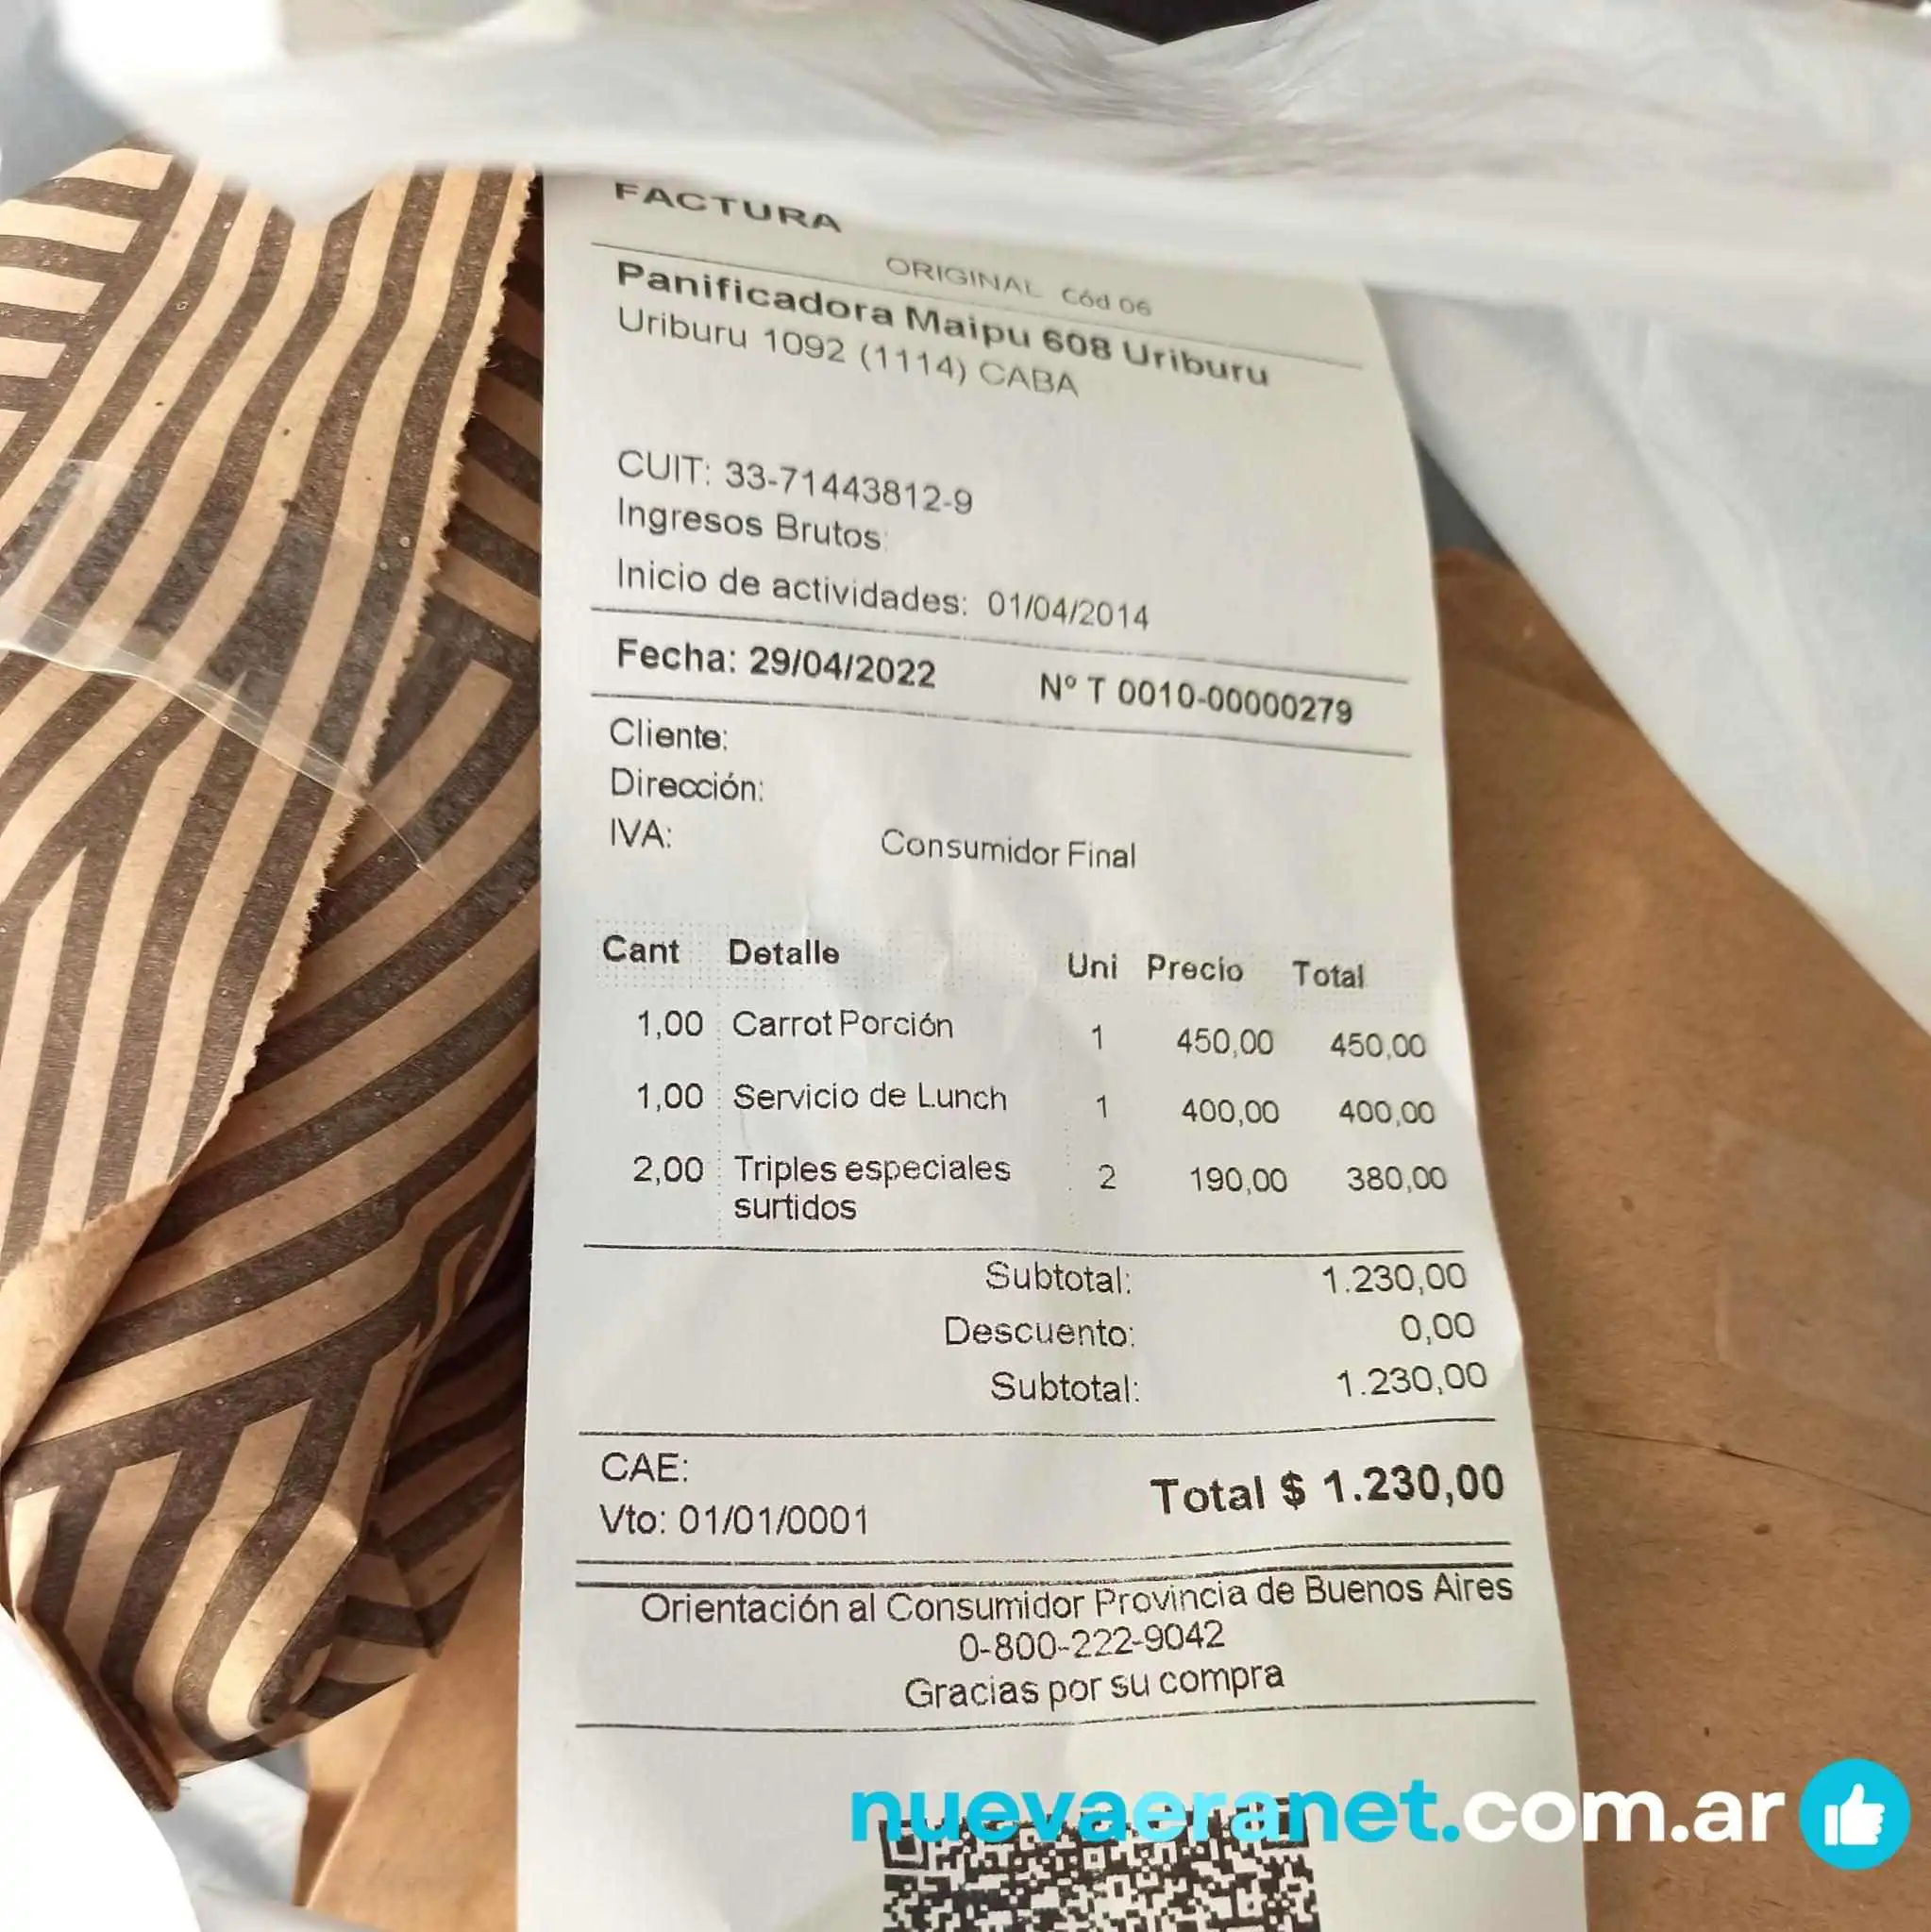 FACTURA
ORIGINAL Cód 06
Panificadora Maipu 608 Uriburu
Uriburu 1092 (1114) CABA
CUIT: 33-71443812-9
Ingresos Brutos:
Inicio de actividades: 01/04/2014
Fecha: 29/04/2022 Nº T 0010-00000279
Cliente:
Dirección:
IVA: Consumidor Final
Cant Detalle Uni Precio Total
1,00 Carrot Porción 1 450,00 450,00
1,00 Servicio de Lunch 1 400,00 400,00
2,00 Triples especiales 2 190,00 380,00
surtidos
Subtotal: 1.230,00
Descuento: 0,00
Subtotal: 1.230,00
CAE:
Total $ 1.230,00
Vto: 01/01/0001
Orientación al Consumidor Provincia de Buenos Aires
0-800-222-9042
Gracias por su compra
nuevaeranet.com.ar